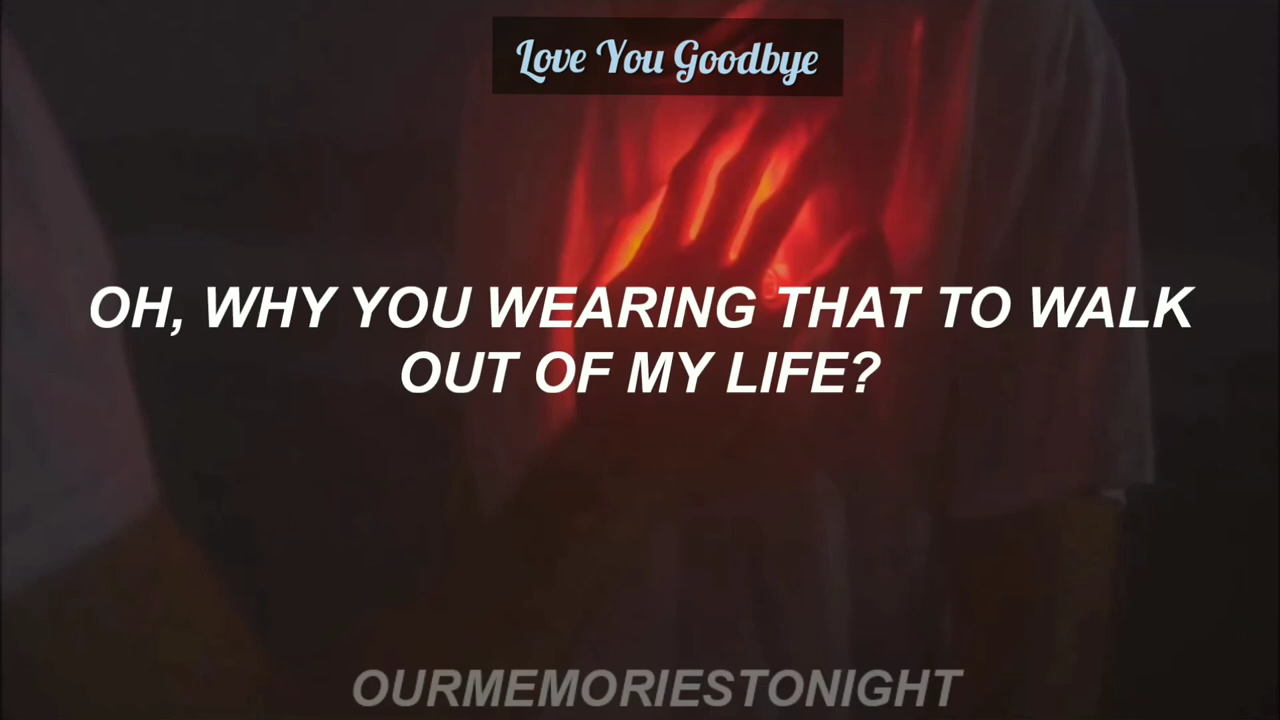 Love You Goodbye
OH, WHY YOU WEARING THAT TO WALK
OUT OF MY LIFE?
OURMEMORIESTONIGHT